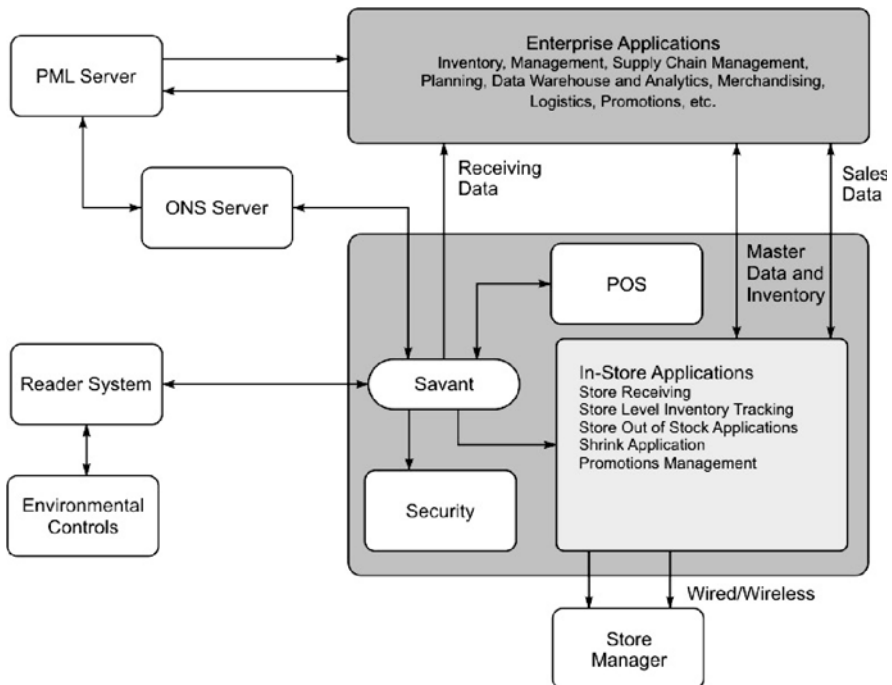 Enterprise Applications
Inventory, Management, Supply Chain Management,
Planning, Data Warehouse and Analytics, Merchandising,
Logistics, Promotions, etc.
PML Server
Receiving
Data
Sales
Data
ONS Server
Master
Data and
Inventory
POS
Reader System
Savant
In-Store Applications
Store Receiving
Store Level Inventory Tracking
Store Out of Stock Applications
Shrink Application
Promotions Management
Environmental
Controls
Security
Wired/Wireless
Store
Manager